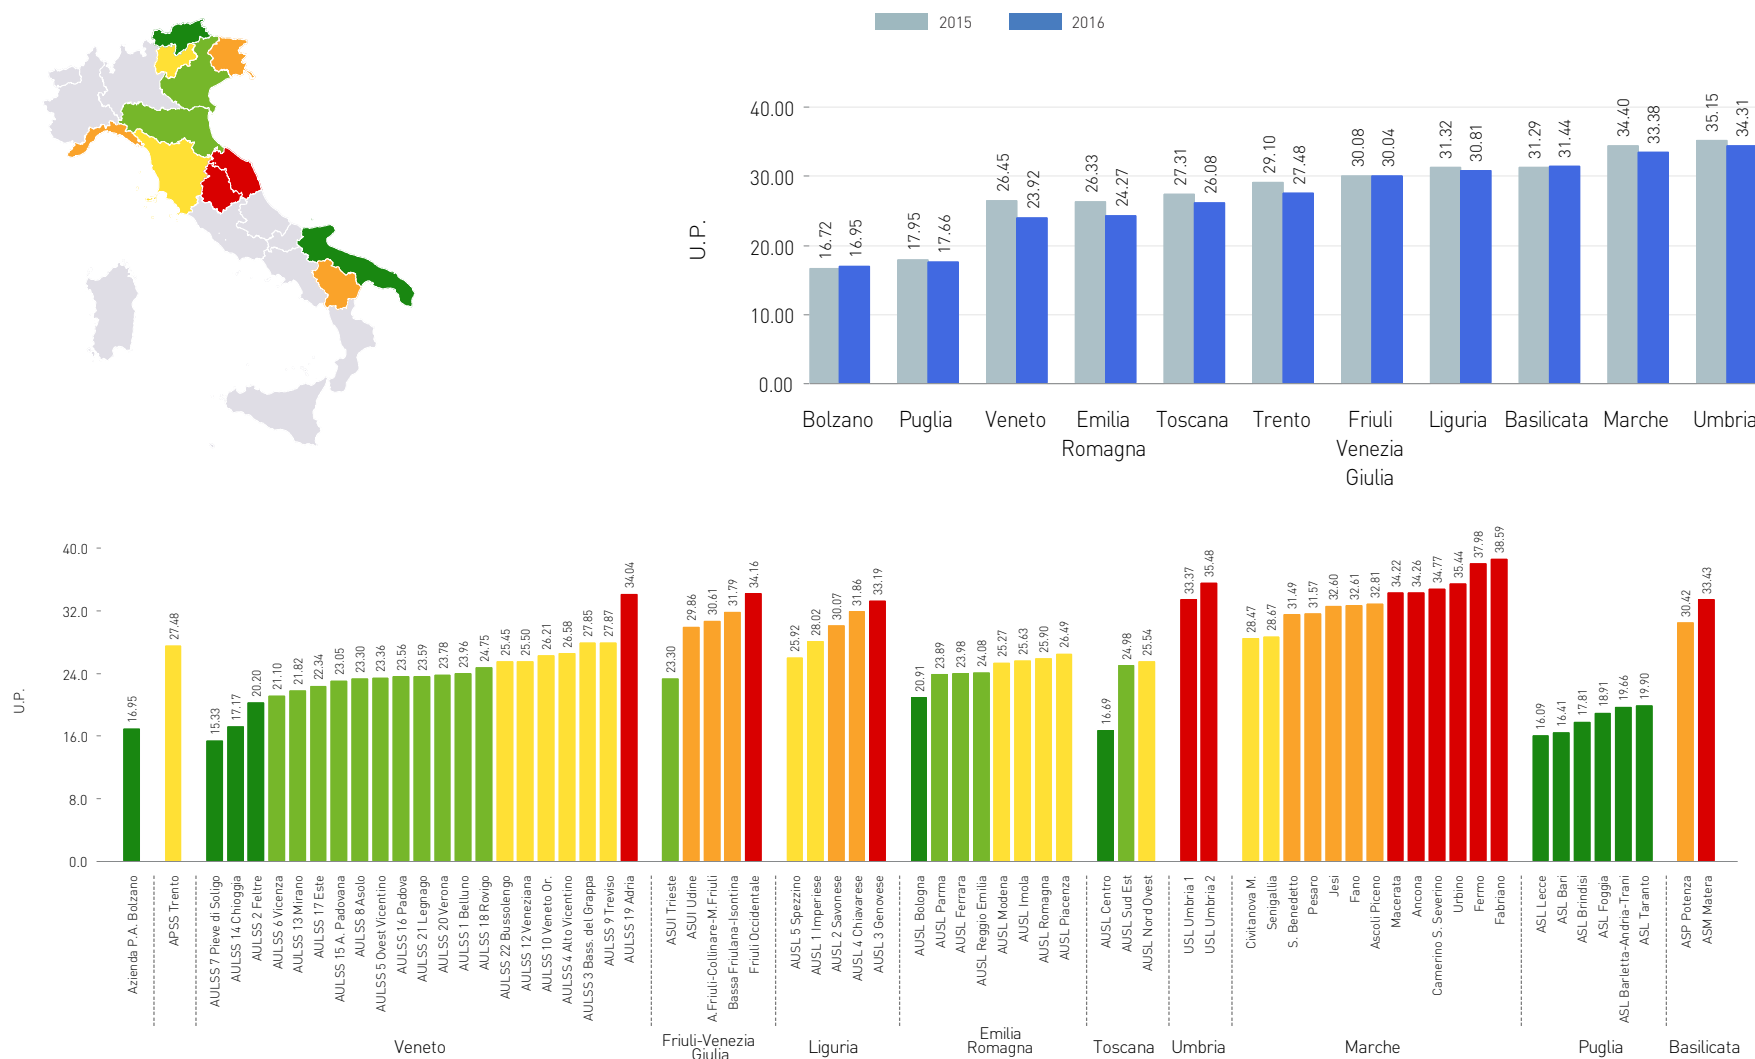 2015
2016
40.00
30.00
20.00
10.00
0.00
U.P.
16.72
16.95
17.95
17.66
26.45
23.92
26.33
24.27
27.31
26.08
29.10
27.48
30.08
30.04
31.32
30.81
31.29
31.44
34.40
33.38
35.15
34.31
Bolzano
Puglia
Veneto
Emilia
Romagna
Toscana
Trento
Friuli
Venezia
Giulia
Liguria
Basilicata
Marche
Umbria
40.0
32.0
24.0
16.0
8.0
0.0
U.P.
16.95
27.48
15.33
17.17
20.20
21.10
21.82
22.34
23.05
23.30
23.36
23.56
23.59
23.78
23.96
24.75
25.45
25.50
26.21
26.58
27.85
27.87
34.04
23.30
29.86
30.61
31.79
34.16
25.92
28.02
30.07
31.86
33.19
20.91
23.89
23.98
24.08
25.27
25.63
25.90
26.49
16.69
24.98
25.54
33.37
35.48
28.47
28.67
31.49
31.57
32.60
32.61
32.81
34.22
34.26
34.77
35.44
37.98
38.59
16.09
16.41
17.81
18.91
19.66
19.90
30.42
33.43
Azienda P.A. Bolzano
APSS Trento
AULSS 7 Pieve di Soligo
AULSS 14 Chioggia
AULSS 2 Feltre
AULSS 6 Vicenza
AULSS 13 Mirano
AULSS 17 Este
AULSS 15 A. Padovana
AULSS 8 Asolo
AULSS 5 Ovest Vicentino
AULSS 16 Padova
AULSS 21 Legnago
AULSS 20 Verona
AULSS 1 Belluno
AULSS 18 Rovigo
AULSS 22 Bussolengo
AULSS 12 Veneziana
AULSS 10 Veneto Or.
AULSS 4 Alto Vicentino
AULSS 3 Bass. del Grappa
AULSS 9 Treviso
AULSS 19 Adria
ASUI Trieste
ASUI Udine
A.Friuli-Collinare-M.Friuli
Bassa Friulana-Isontina
Friuli Occidentale
AUSL 5 Spezzino
AUSL 1 Imperiese
AUSL 2 Savonese
AUSL 4 Chiavarese
AUSL 3 Genovese
AUSL Bologna
AUSL Parma
AUSL Ferrara
AUSL Reggio Emilia
AUSL Modena
AUSL Imola
AUSL Romagna
AUSL Piacenza
AUSL Centro
AUSL Sud Est
AUSL Nord Ovest
USL Umbria 1
USL Umbria 2
Civitanova M.
Senigallia
S. Benedetto
Pesaro
Jesi
Fano
Ascoli Piceno
Macerata
Ancona
Camerino S. Severino
Urbino
Fermo
Fabriano
ASL Lecce
ASL Bari
ASL Brindisi
ASL Foggia
ASL Barletta-Andria-Trani
ASL Taranto
ASP Potenza
ASM Matera
Veneto
Friuli-Venezia
Giulia
Liguria
Emilia
Romagna
Toscana
Umbria
Marche
Puglia
Basilicata